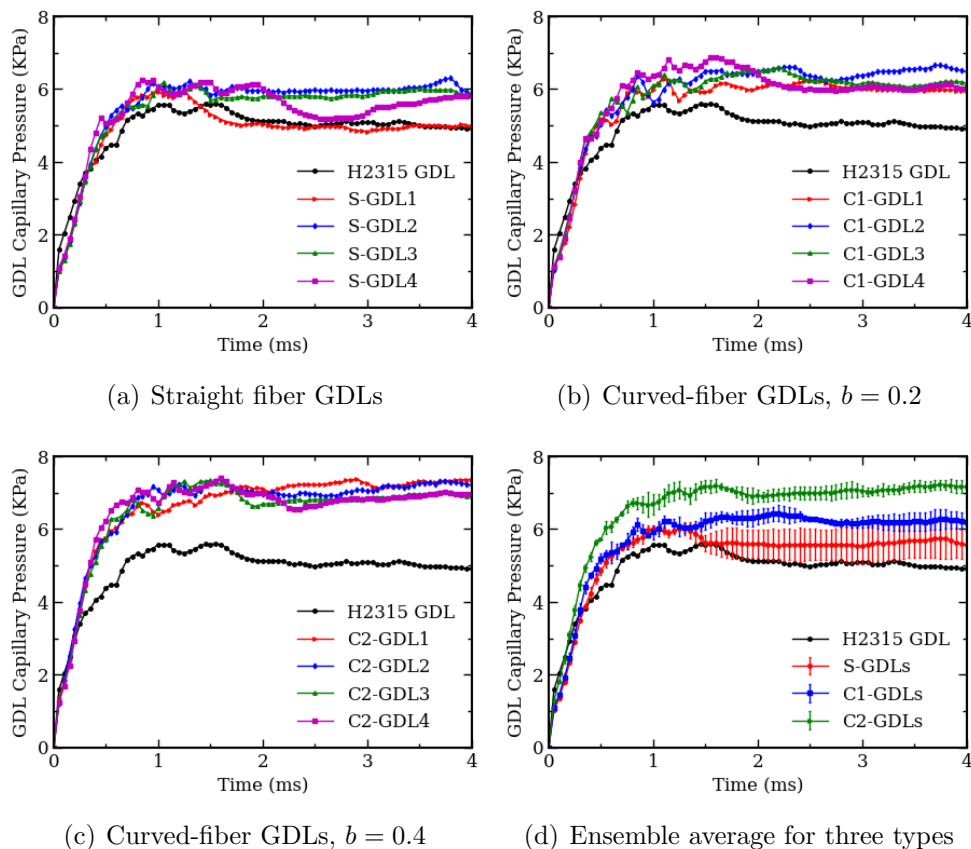 8
6
4
2
0
GDL Capillary Pressure (KPa)
H2315 GDL
S-GDL1
S-GDL2
S-GDL3
S-GDL4
0 1 2 3 4
Time (ms)
(a) Straight fiber GDLs
8
6
4
2
0
GDL Capillary Pressure (KPa)
H2315 GDL
C1-GDL1
C1-GDL2
C1-GDL3
C1-GDL4
0 1 2 3 4
Time (ms)
(b) Curved-fiber GDLs, b = 0.2
8
6
4
2
0
GDL Capillary Pressure (KPa)
H2315 GDL
C2-GDL1
C2-GDL2
C2-GDL3
C2-GDL4
0 1 2 3 4
Time (ms)
(c) Curved-fiber GDLs, b = 0.4
8
6
4
2
0
GDL Capillary Pressure (KPa)
H2315 GDL
S-GDLs
C1-GDLs
C2-GDLs
0 1 2 3 4
Time (ms)
(d) Ensemble average for three types